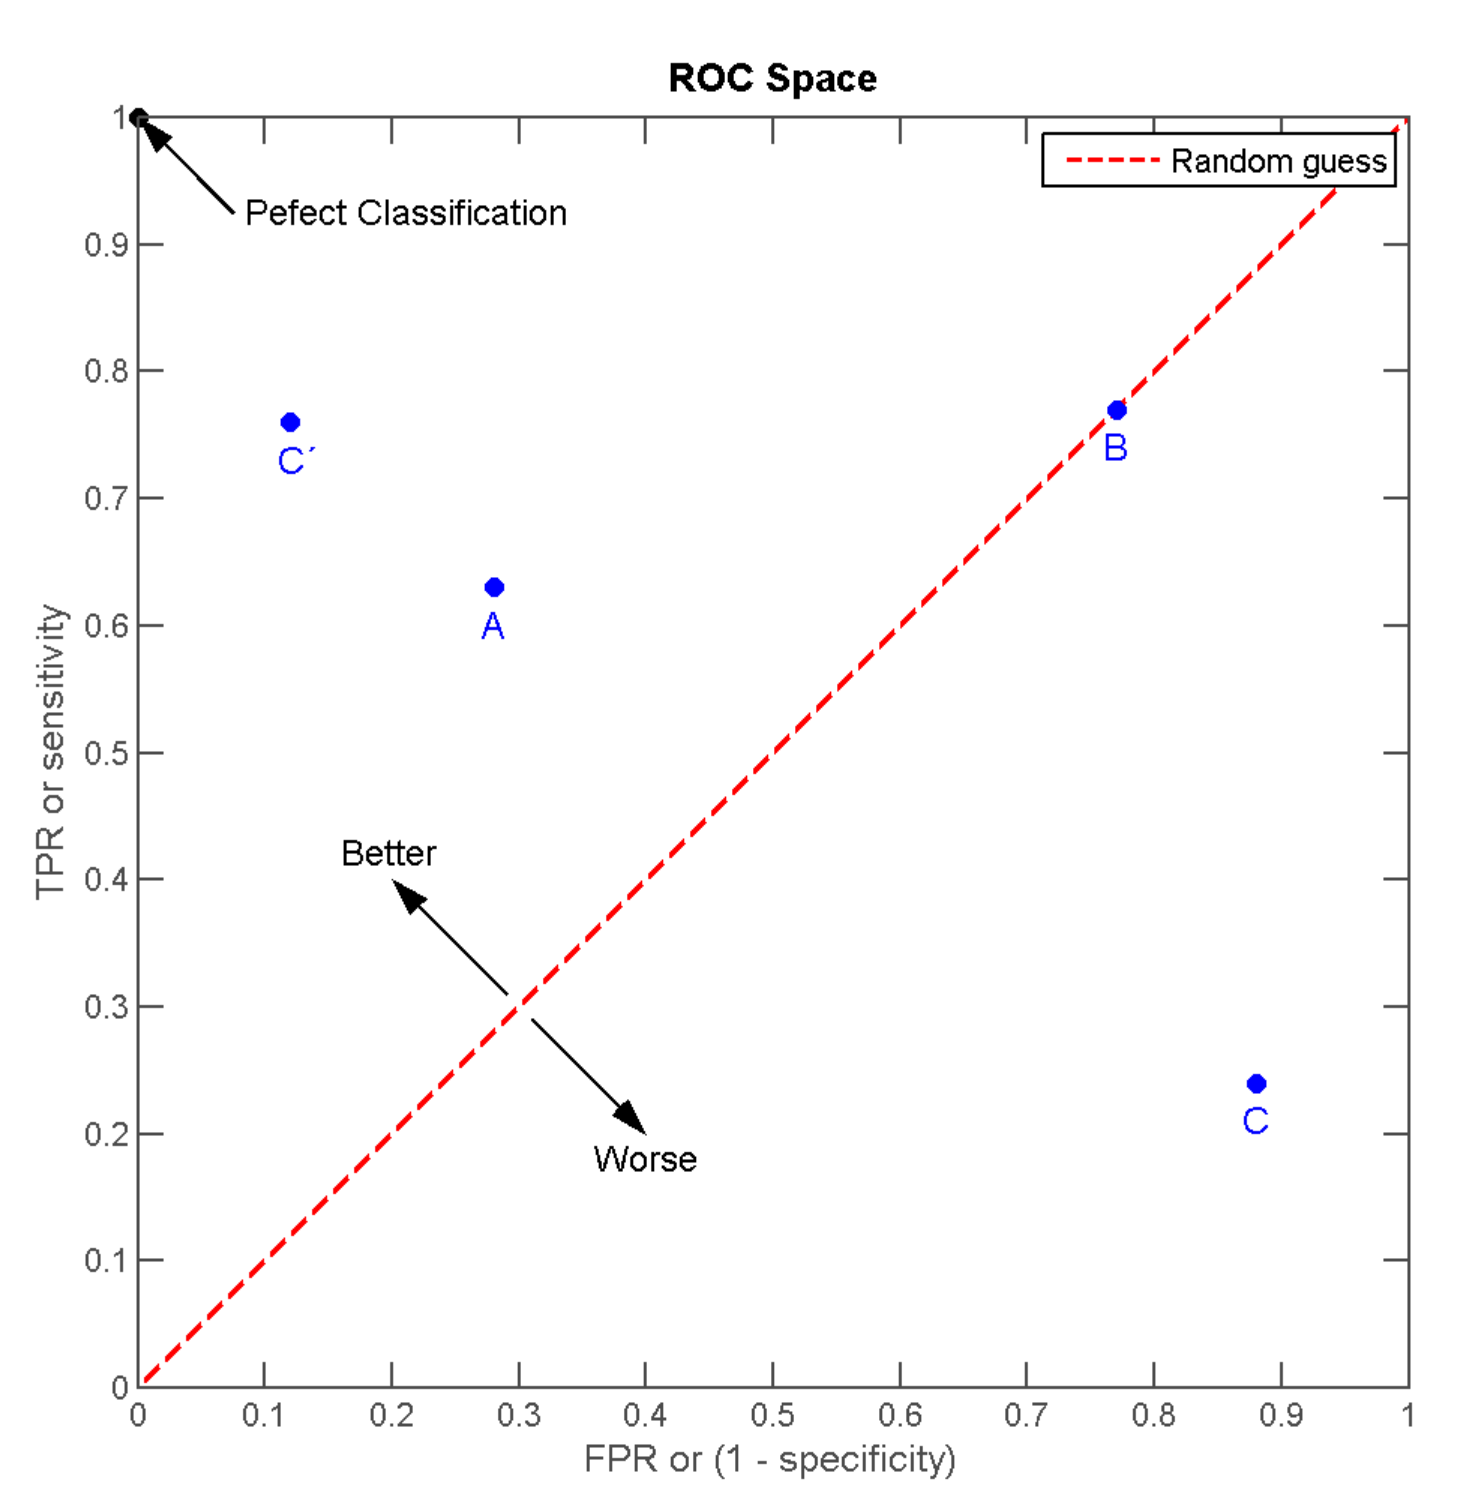 ROC Space
1
Random guess
Pefect Classification
0.9
0.8
C´
B
0.7
A
0.6
TPR or sensitivity
0.5
Better
0.4
0.3
C
0.2
Worse
0.1
0
0 0.1 0.2 0.3 0.4 0.5 0.6 0.7 0.8 0.9 1
FPR or (1 - specificity)